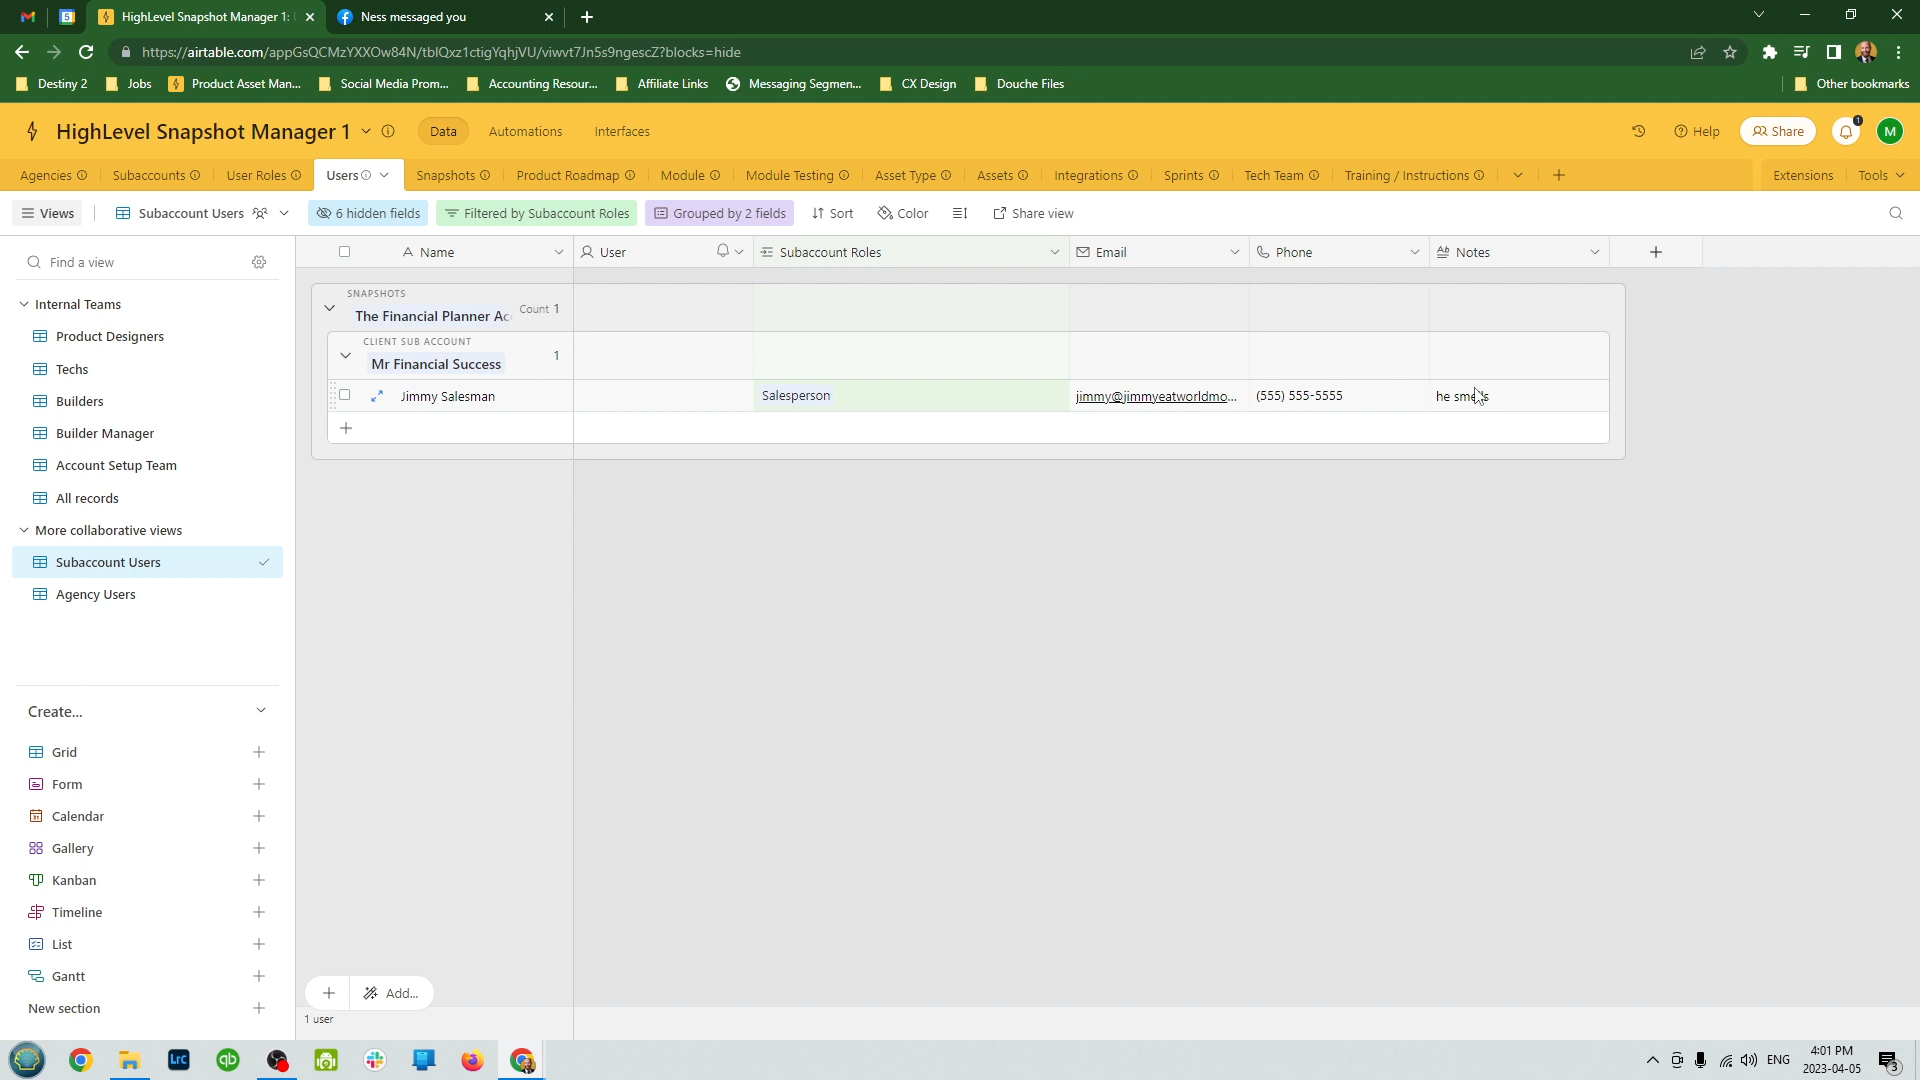 HighLevel Snapshot Manager 1:
Ness messaged you
https://airtable.com/appGsQCMzYXXOw84N/tblQxz1ctigYqhjVU/viwvt7Jn5s9ngescZ?blocks=hide
Destiny 2
Jobs
Product Asset Man...
Social Media Prom...
Accounting Resour...
Affiliate Links
Messaging Segmen...
CX Design
Douche Files
Other bookmarks
HighLevel Snapshot Manager 1
Data
Automations
Interfaces
Help
Share
1
M
Agencies
Subaccounts
User Roles
Users
Snapshots
Product Roadmap
Module
Module Testing
Asset Type
Assets
Integrations
Sprints
Tech Team
Training / Instructions
Extensions
Tools
Views
Subaccount Users
6 hidden fields
Filtered by Subaccount Roles
Grouped by 2 fields
Sort
Color
Share view
Find a view
Name
User
Subaccount Roles
Email
Phone
Notes
Internal Teams
Product Designers
Techs
Builders
Builder Manager
Account Setup Team
All records
More collaborative views
Subaccount Users
Agency Users
SNAPSHOTS
The Financial Planner Ac
Count 1
CLIENT SUB ACCOUNT
Mr Financial Success
1
Jimmy Salesman
Salesperson
jimmy@jimmyeatworldmo...
(555) 555-5555
he smells
Create...
Grid
Form
Calendar
Gallery
Kanban
Timeline
List
Gantt
New section
Add...
1 user
Lrc
qb
ENG
4:01 PM
2023-04-05
3